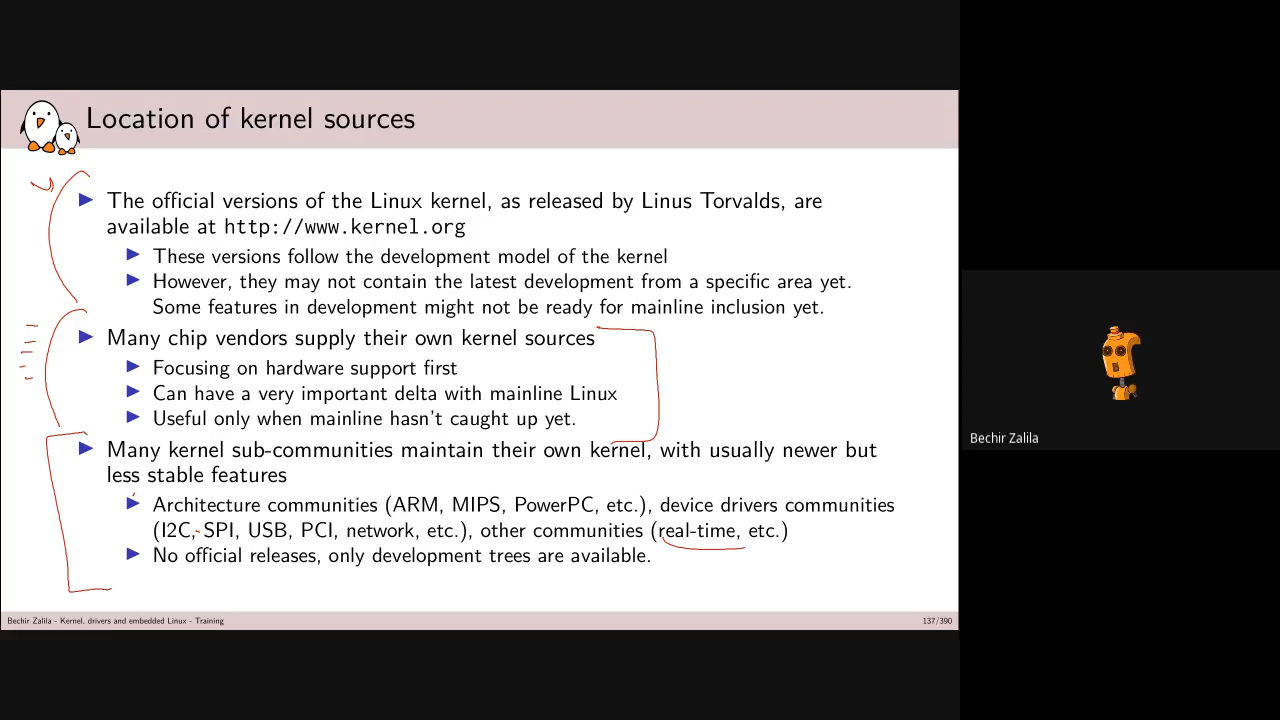 Location of kernel sources
The official versions of the Linux kernel, as released by Linus Torvalds, are
available at http://www.kernel.org
These versions follow the development model of the kernel
However, they may not contain the latest development from a specific area yet.
Some features in development might not be ready for mainline inclusion yet.
Many chip vendors supply their own kernel sources
Focusing on hardware support first
Can have a very important delta with mainline Linux
Useful only when mainline hasn't caught up yet.
Many kernel sub-communities maintain their own kernel, with usually newer but
less stable features
Architecture communities (ARM, MIPS, PowerPC, etc.), device drivers communities
(I2C, SPI, USB, PCI, network, etc.), other communities (real-time, etc.)
No official releases, only development trees are available.
Bechir Zalila - Kernel, drivers and embedded Linux - Training
137/390
Bechir Zalila